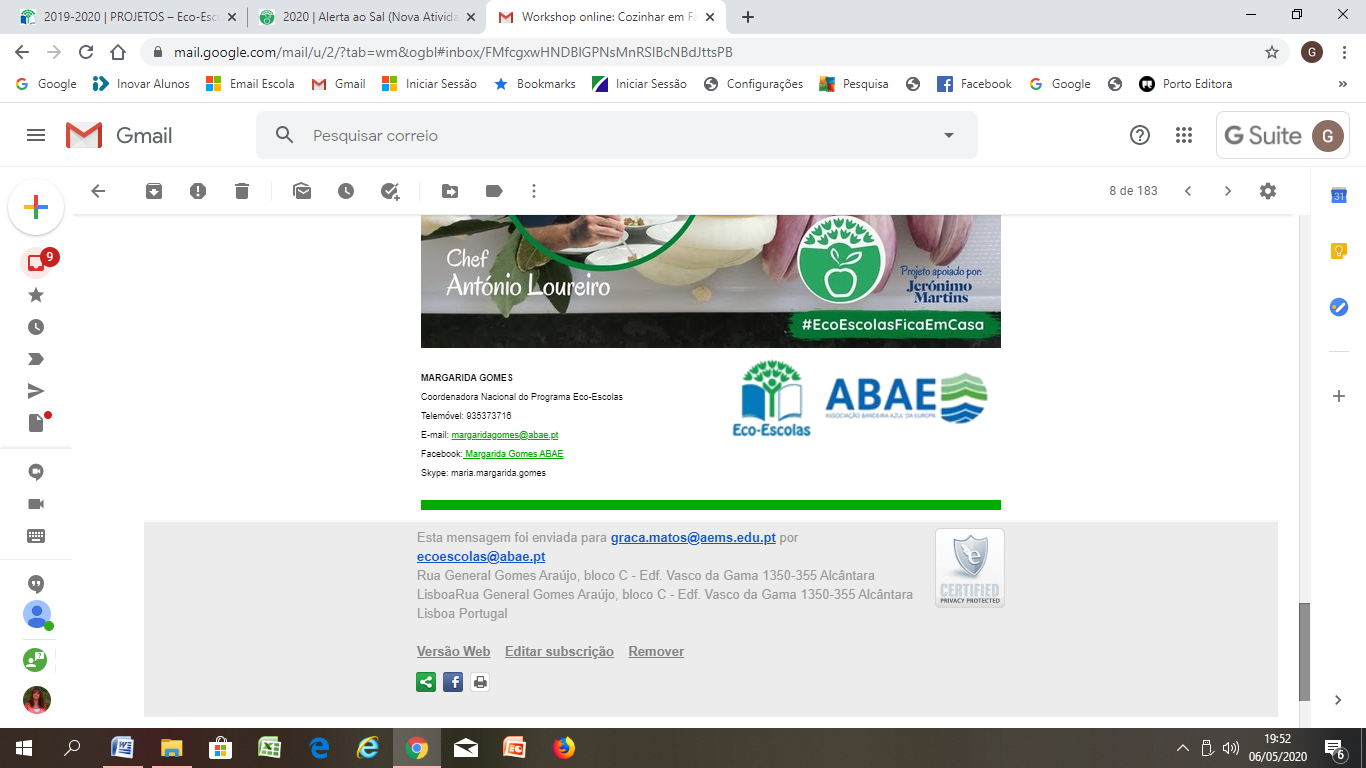 2019-2020 | PROJETOS – Eco-Esc
2020 | Alerta ao Sal (Nova Ativida
Workshop online: Cozinhar em Fa
mail.google.com/mail/u/2/?tab=wm&ogbl#inbox/FMfcgxwHNDBlGPNsMnRSlBcNBdJttsPB
G
Google
Inovar Alunos
Email Escola
Gmail
Iniciar Sessão
Bookmarks
Iniciar Sessão
Configurações
Pesquisa
Facebook
Google
Porto Editora
»
Gmail
Pesquisar correio
G Suite
G
8 de 183
31
9
Chef
António Loureiro
Projeto apoiado por:
Jerónimo
Martins
#EcoEscolasFicaEmCasa
MARGARIDA GOMES
Coordenadora Nacional do Programa Eco-Escolas
Telemóvel: 935373716
E-mail: margaridagomes@abae.pt
Facebook: Margarida Gomes ABAE
Skype: maria.margarida.gomes
Eco-Escolas
ABAE
ASSOCIAÇÃO BANDEIRA AZUL DA EUROPA
Esta mensagem foi enviada para graca.matos@aems.edu.pt por
ecoescolas@abae.pt
Rua General Gomes Araújo, bloco C - Edf. Vasco da Gama 1350-355 Alcântara
LisboaRua General Gomes Araújo, bloco C - Edf. Vasco da Gama 1350-355 Alcântara
Lisboa Portugal
CERTIFIED
PRIVACY PROTECTED
Versão Web Editar subscrição Remover
19:52
06/05/2020
6